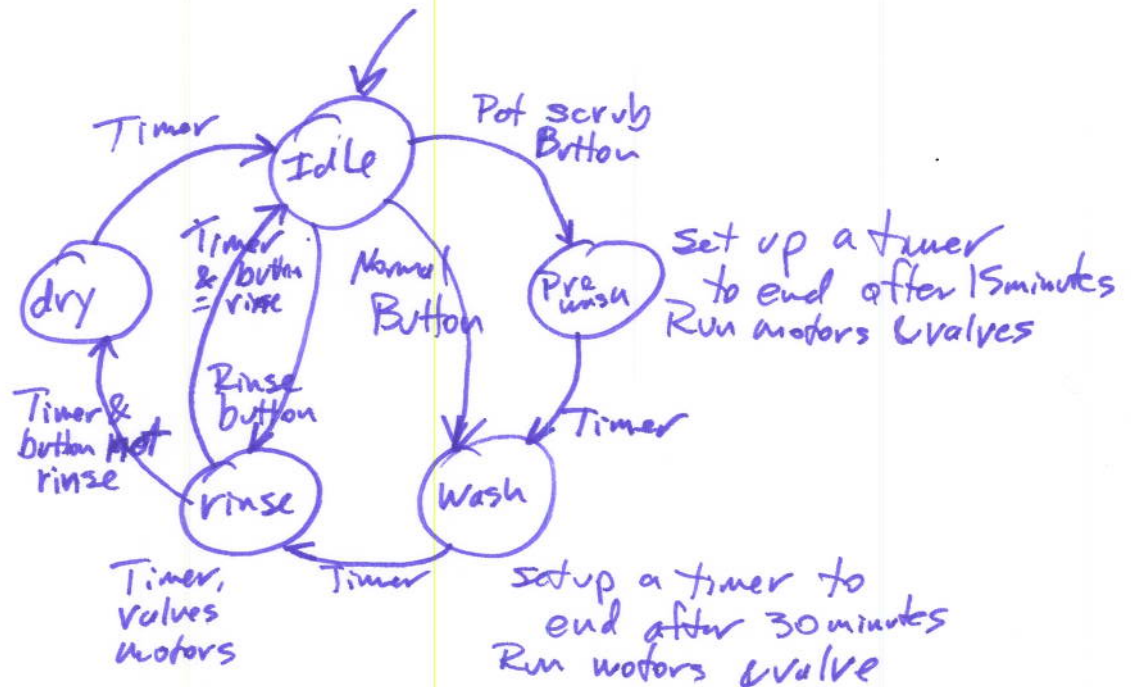 Timer
Idle
Pot scrub
Button
Timer
& button
= rinse
Normal
Button
dry
Pre
wash
set up a timer
to end after 15 minutes
Run motors & valves
Rinse
button
Timer &
button not
rinse
Timer
rinse
wash
Timer
Timer,
valves
motors
setup a timer to
end after 30 minutes
Run motors & valve